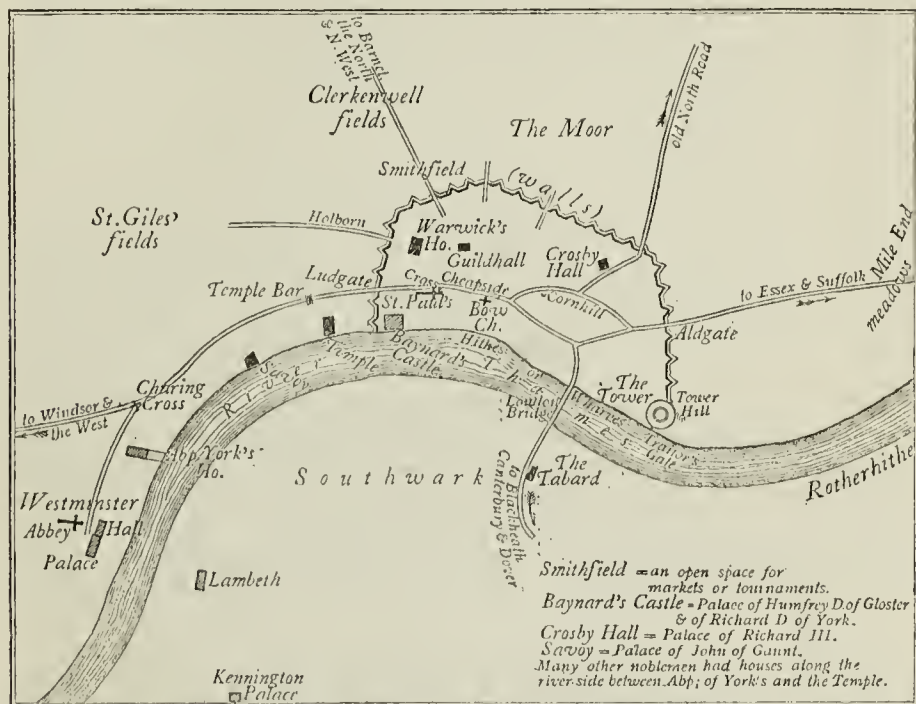 to Barnet,
the North
& N. West
Clerkenwell
fields
The Moor
old North Road
Smithfield
(walls)
St. Giles'
fields
Holborn
Warwick's
Ho.
Guildhall
Crosby
Hall
Mile End
meadows
to Essex & Suffolk
Ludgate
Temple Bar
Cross
Cheapside
St. Paul's
Bow
Ch.
Cornhill
Aldgate
Hithes
or
Wharves
Baynard's
Castle
Temple
Savoy
River
Thames
London
Bridge
The
Tower
Tower
Hill
Traitor's
Gate
Charing
Cross
to Windsor &
the West
Abp. York's
Ho.
Southwark
The
Tabard
to Blackheath
Canterbury & Dover
Rotherhithe
Westminster
Abbey
Hall
Palace
Lambeth
Kennington
Palace
Smithfield = an open space for
markets or tournaments.
Baynard's Castle = Palace of Humfrey D. of Gloster
& of Richard D of York.
Crosby Hall = Palace of Richard III.
Savoy = Palace of John of Gaunt.
Many other noblemen had houses along the
river side between Abp; of York's and the Temple.